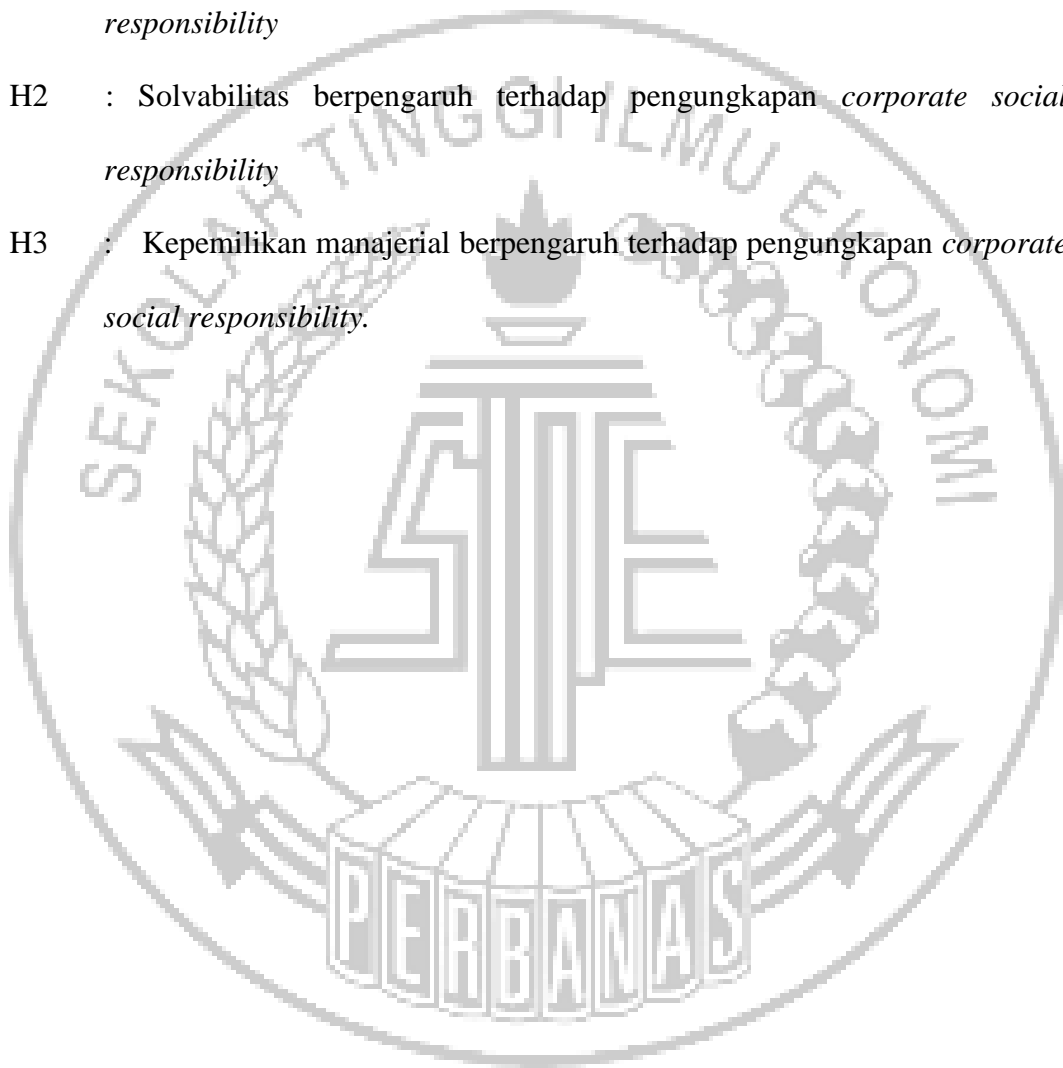 responsibility
H2 : Solvabilitas berpengaruh terhadap pengungkapan corporate social
responsibility
H3 : Kepemilikan manajerial berpengaruh terhadap pengungkapan corporate
social responsibility.
SEKOLAH TINGGI ILMU EKONOMI
STIE
PERBANAS